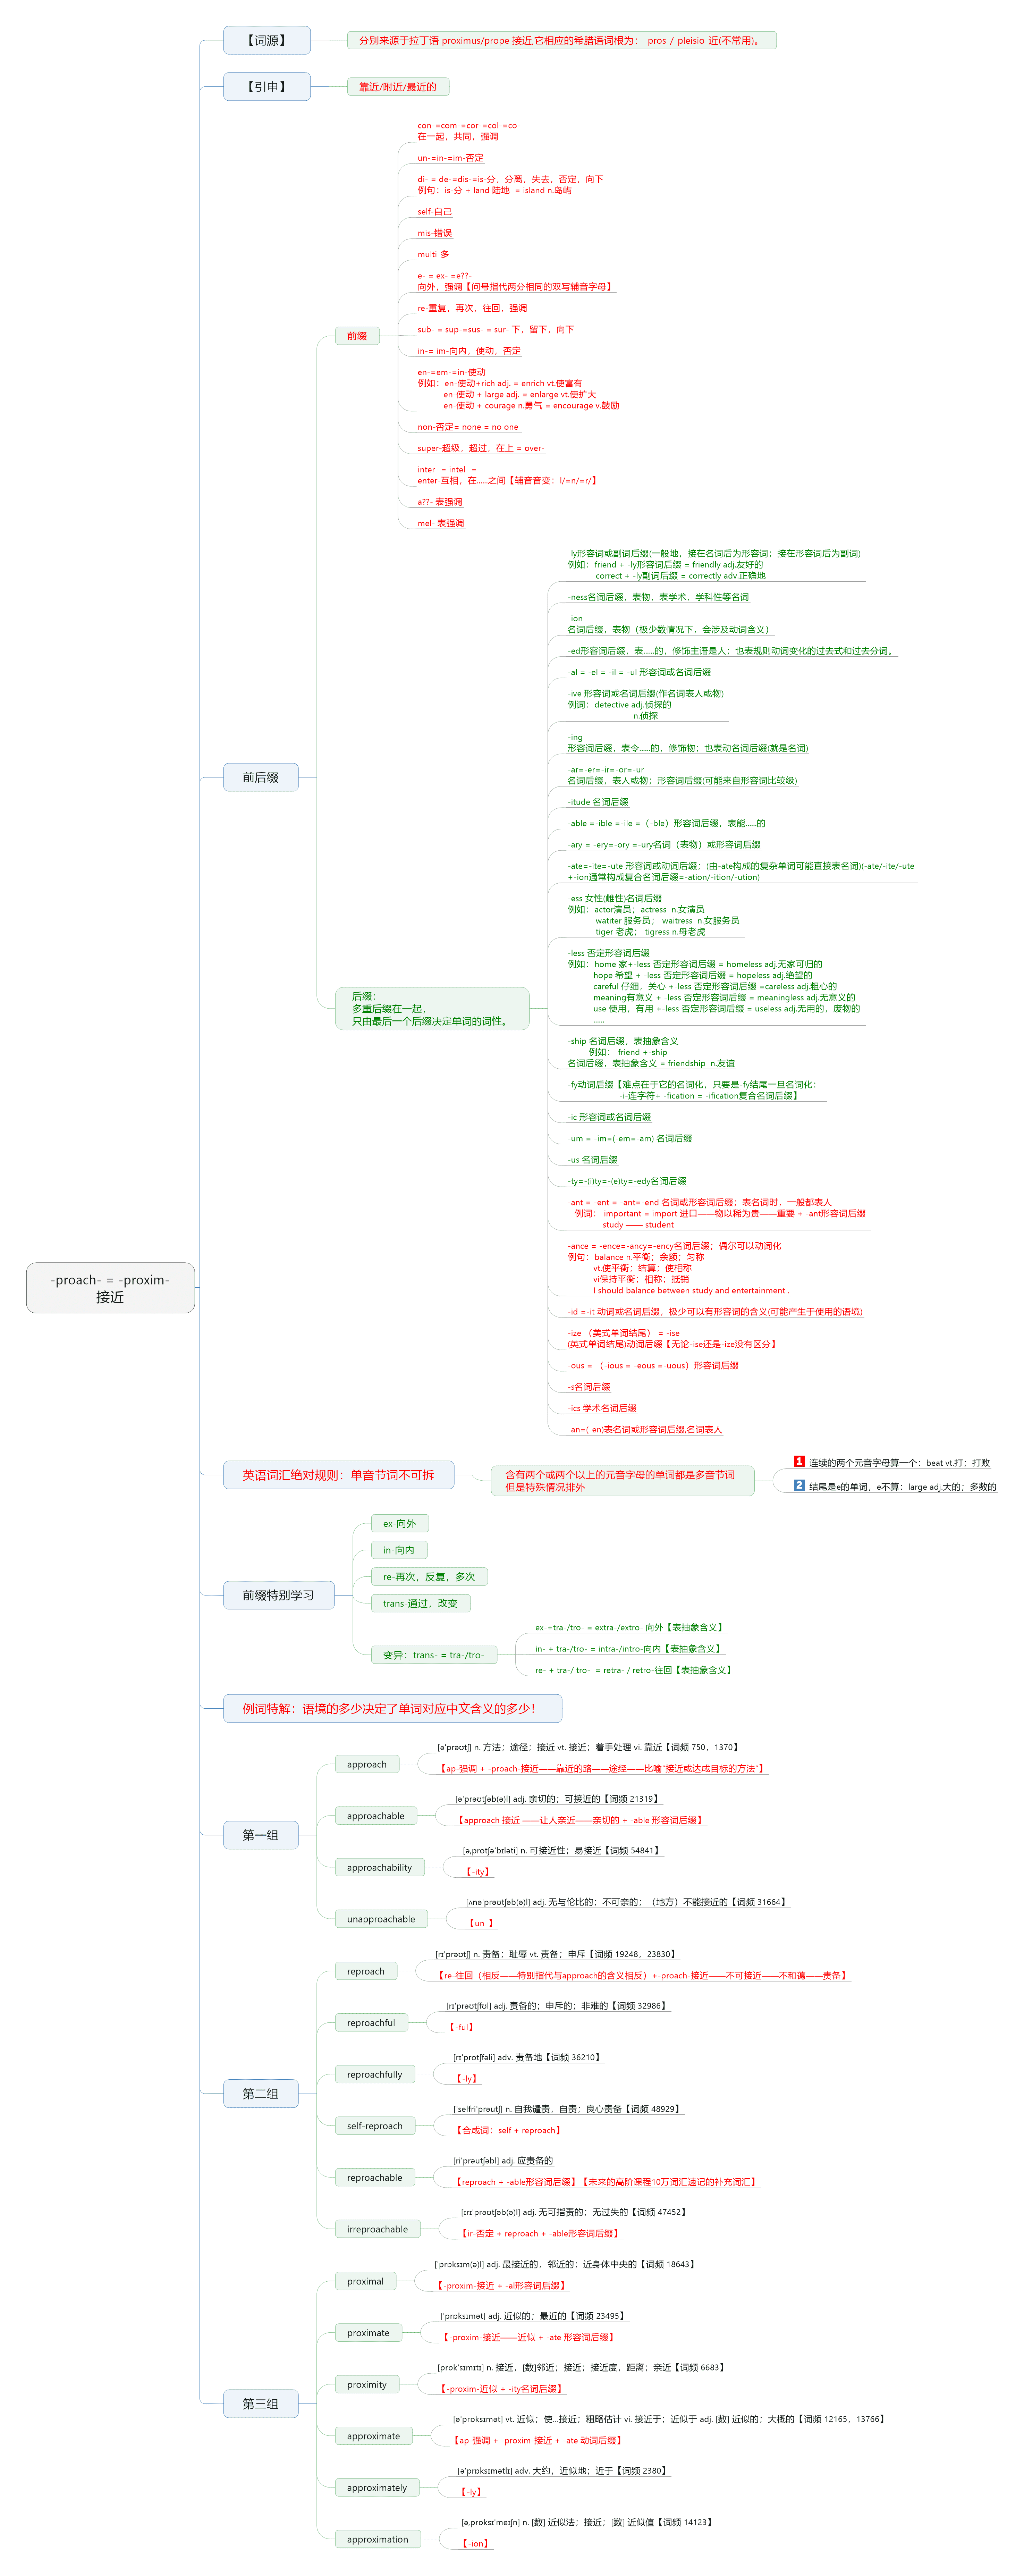 -proach- = -proxim-
接近
【词源】
分别来源于拉丁语 proximus/prope 接近,它相应的希腊语词根为：-pros-/-pleisio-近(不常用)。
【引申】
靠近/附近/最近的
前后缀
前缀
con-=com-=cor-=col-=co-
在一起，共同，强调
un-=in-=im-否定
di- = de-=dis-=is-分，分离，失去，否定，向下
例句：is-分 + land 陆地 = island n.岛屿
self-自己
mis-错误
multi-多
e- = ex- =e??-
向外，强调【问号指代两分相同的双写辅音字母】
re-重复，再次，往回，强调
sub- = sup-=sus- = sur- 下，留下，向下
in-= im-向内，使动，否定
en-=em-=in-使动
例如：en-使动+rich adj. = enrich vt.使富有
en-使动 + large adj. = enlarge vt.使扩大
en-使动 + courage n.勇气 = encourage v.鼓励
non-否定= none = no one
super-超级，超过，在上 = over-
inter- = intel- =
enter-互相，在......之间【辅音音变：l/=n/=r/】
a??- 表强调
mel- 表强调
后缀：
多重后缀在一起，
只由最后一个后缀决定单词的词性。
-ly形容词或副词后缀(一般地，接在名词后为形容词；接在形容词后为副词)
例如：friend + -ly形容词后缀 = friendly adj.友好的
correct + -ly副词后缀 = correctly adv.正确地
-ness名词后缀，表物，表学术，学科性等名词
-ion
名词后缀，表物（极少数情况下，会涉及动词含义）
-ed形容词后缀，表......的，修饰主语是人；也表规则动词变化的过去式和过去分词。
-al = -el = -il = -ul 形容词或名词后缀
-ive 形容词或名词后缀(作名词表人或物)
例词：detective adj.侦探的
n.侦探
-ing
形容词后缀，表令......的，修饰物；也表动名词后缀(就是名词)
-ar=-er=-ir=-or=-ur
名词后缀，表人或物；形容词后缀(可能来自形容词比较级)
-itude 名词后缀
-able =-ible =-ile =（-ble）形容词后缀，表能......的
-ary = -ery=-ory =-ury名词（表物）或形容词后缀
-ate=-ite=-ute 形容词或动词后缀；(由-ate构成的复杂单词可能直接表名词)(-ate/-ite/-ute
+ -ion通常构成复合名词后缀=-ation/-ition/-ution)
-ess 女性(雌性)名词后缀
例如：actor演员；actress n.女演员
watiter 服务员； waitress n.女服务员
tiger 老虎； tigress n.母老虎
-less 否定形容词后缀
例如：home 家+-less 否定形容词后缀 = homeless adj.无家可归的
hope 希望 + -less 否定形容词后缀 = hopeless adj.绝望的
careful 仔细，关心 +-less 否定形容词后缀 =careless adj.粗心的
meaning有意义 + -less 否定形容词后缀 = meaningless adj.无意义的
use 使用，有用 +-less 否定形容词后缀 = useless adj.无用的，废物的
......
-ship 名词后缀，表抽象含义
例如： friend +-ship
名词后缀，表抽象含义 = friendship n.友谊
-fy动词后缀【难点在于它的名词化，只要是-fy结尾一旦名词化：
-i-连字符+ -fication = -ification复合名词后缀】
-ic 形容词或名词后缀
-um = -im=(-em=-am) 名词后缀
-us 名词后缀
-ty=-(i)ty=-(e)ty=-edy名词后缀
-ant = -ent = -ant=-end 名词或形容词后缀；表名词时，一般都表人
例词： important = import 进口——物以稀为贵——重要 + -ant形容词后缀
study —— student
-ance = -ence=-ancy=-ency名词后缀；偶尔可以动词化
例句：balance n.平衡；余额；匀称
vt.使平衡；结算；使相称
vi保持平衡；相称；抵销
I should balance between study and entertainment .
-id =-it 动词或名词后缀，极少可以有形容词的含义(可能产生于使用的语境)
-ize （美式单词结尾） = -ise
(英式单词结尾)动词后缀【无论-ise还是-ize没有区分】
-ous = （-ious = -eous =-uous）形容词后缀
-s名词后缀
-ics 学术名词后缀
-an=(-en)表名词或形容词后缀,名词表人
英语词汇绝对规则：单音节词不可拆
含有两个或两个以上的元音字母的单词都是多音节词
但是特殊情况排外
1 连续的两个元音字母算一个：beat vt.打；打败
2 结尾是e的单词，e不算：large adj.大的；多数的
前缀特别学习
ex-向外
in-向内
re-再次，反复，多次
trans-通过，改变
变异：trans- = tra-/tro-
ex-+tra-/tro- = extra-/extro- 向外【表抽象含义】
in- + tra-/tro- = intra-/intro-向内【表抽象含义】
re- + tra-/ tro- = retra- / retro-往回【表抽象含义】
例词特解：语境的多少决定了单词对应中文含义的多少！
第一组
approach
[ə'prəʊtʃ] n. 方法；途径；接近 vt. 接近；着手处理 vi. 靠近【词频 750，1370】
【ap-强调 + -proach-接近——靠近的路——途经——比喻“接近或达成目标的方法”】
approachable
[ə'prəʊtʃəb(ə)l] adj. 亲切的；可接近的【词频 21319】
【approach 接近 ——让人亲近——亲切的 + -able 形容词后缀】
approachability
[ə,protʃə'bɪləti] n. 可接近性；易接近【词频 54841】
【-ity】
unapproachable
[ʌnə'prəʊtʃəb(ə)l] adj. 无与伦比的；不可亲的；（地方）不能接近的【词频 31664】
【un-】
第二组
reproach
[rɪ'prəʊtʃ] n. 责备；耻辱 vt. 责备；申斥【词频 19248，23830】
【re-往回（相反——特别指代与approach的含义相反）+-proach-接近——不可接近——不和蔼——责备】
reproachful
[rɪ'prəʊtʃfʊl] adj. 责备的；申斥的；非难的【词频 32986】
【-ful】
reproachfully
[rɪ'protʃfəli] adv. 责备地【词频 36210】
【-ly】
self-reproach
['selfri'prəutʃ] n. 自我谴责，自责；良心责备【词频 48929】
【合成词：self + reproach】
reproachable
[ri'prəutʃəbl] adj. 应责备的
【reproach + -able形容词后缀】【未来的高阶课程10万词汇速记的补充词汇】
irreproachable
[ɪrɪ'prəʊtʃəb(ə)l] adj. 无可指责的；无过失的【词频 47452】
【ir-否定 + reproach + -able形容词后缀】
第三组
proximal
['prɒksɪm(ə)l] adj. 最接近的，邻近的；近身体中央的【词频 18643】
【-proxim-接近 + -al形容词后缀】
proximate
['prɒksɪmət] adj. 近似的；最近的【词频 23495】
【-proxim-接近——近似 + -ate 形容词后缀】
proximity
[prɒk'sɪmɪtɪ] n. 接近，[数]邻近；接近；接近度，距离；亲近【词频 6683】
【-proxim-近似 + -ity名词后缀】
approximate
[ə'prɒksɪmət] vt. 近似；使...接近；粗略估计 vi. 接近于；近似于 adj. [数] 近似的；大概的【词频 12165，13766】
【ap-强调 + -proxim-接近 + -ate 动词后缀】
approximately
[ə'prɒksɪmətlɪ] adv. 大约，近似地；近于【词频 2380】
【-ly】
approximation
[ə,prɒksɪ'meɪʃn] n. [数] 近似法；接近；[数] 近似值【词频 14123】
【-ion】